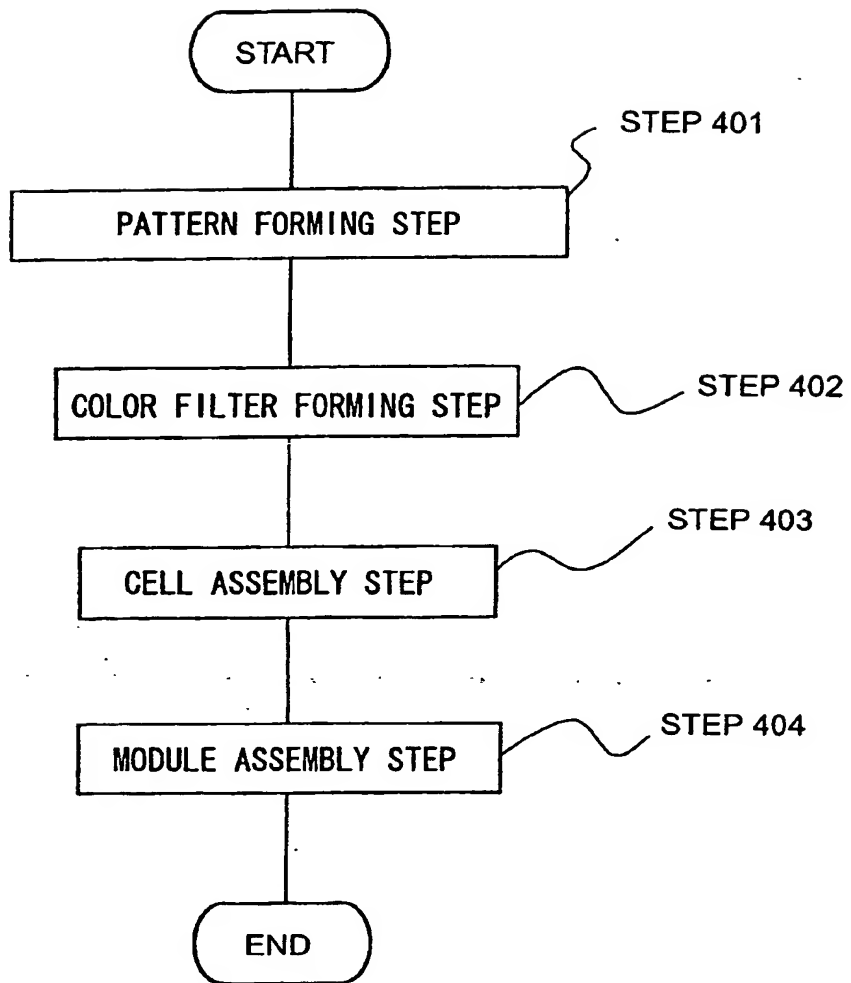 START
STEP 401
PATTERN FORMING STEP
STEP 402
COLOR FILTER FORMING STEP
STEP 403
CELL ASSEMBLY STEP
STEP 404
MODULE ASSEMBLY STEP
END